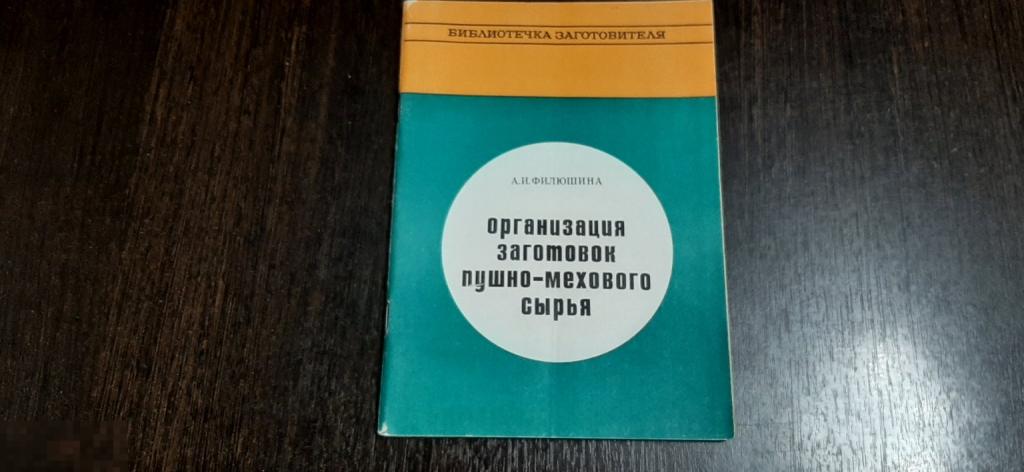 БИБЛИОТЕЧКА ЗАГОТОВИТЕЛЯ
А.И.ФИЛЮШИНА
организация
заготовок
пушно-мехового
сырья